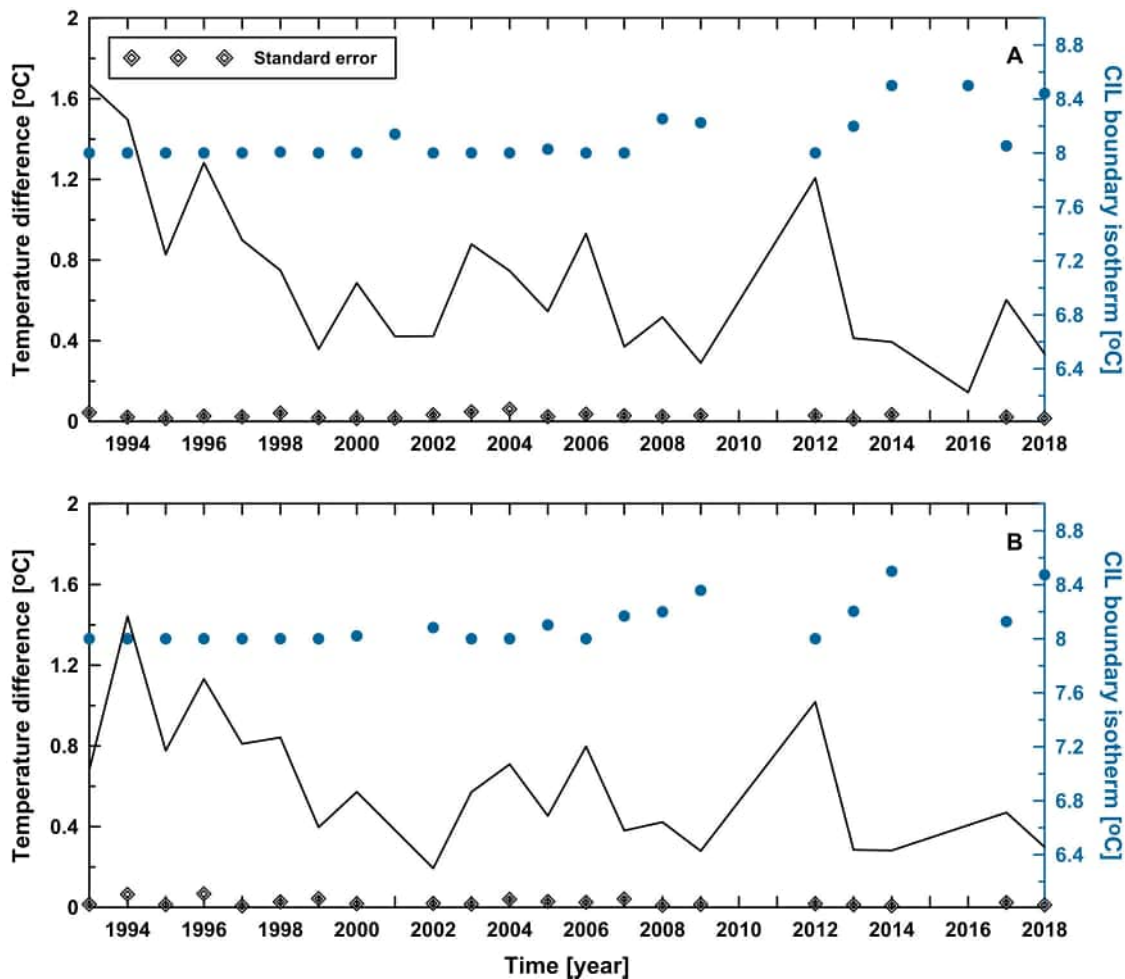 2
1.6
1.2
0.8
0.4
0
Temperature difference [ºC]
Standard error
A
8.8
8.4
8
7.6
7.2
6.8
6.4
CIL boundary isotherm [ºC]
1994 1996 1998 2000 2002 2004 2006 2008 2010 2012 2014 2016 2018
2
1.6
1.2
0.8
0.4
0
Temperature difference [ºC]
B
8.8
8.4
8
7.6
7.2
6.8
6.4
CIL boundary isotherm [ºC]
1994 1996 1998 2000 2002 2004 2006 2008 2010 2012 2014 2016 2018
Time [year]